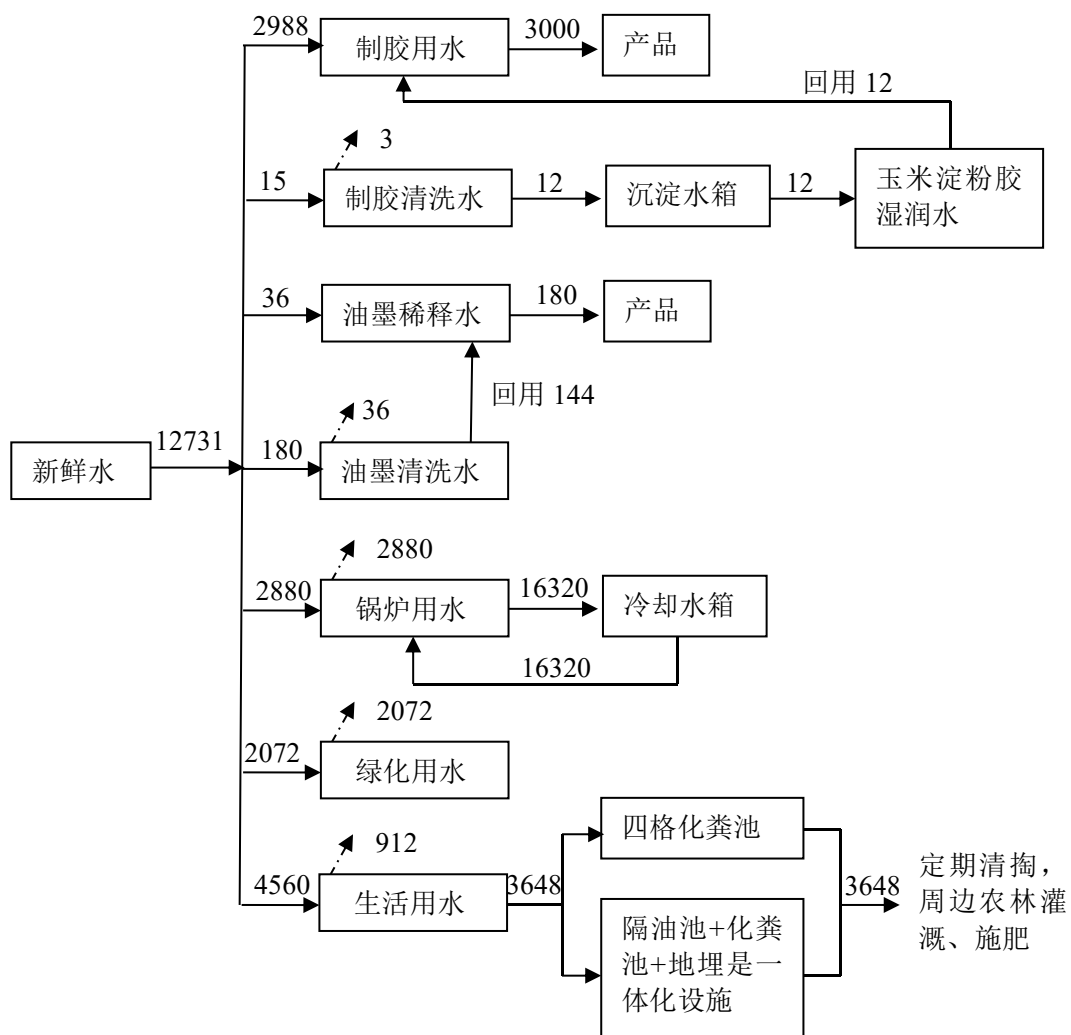 2988
制胶用水
3000
产品
回用 12
3
15
制胶清洗水
12
沉淀水箱
12
玉米淀粉胶
湿润水
36
油墨稀释水
180
产品
回用 144
36
新鲜水
12731
180
油墨清洗水
2880
2880
锅炉用水
16320
冷却水箱
16320
2072
2072
绿化用水
912
4560
生活用水
3648
四格化粪池
隔油池+化粪
池+地埋是一
体化设施
3648
定期清掏，
周边农林灌
溉、施肥